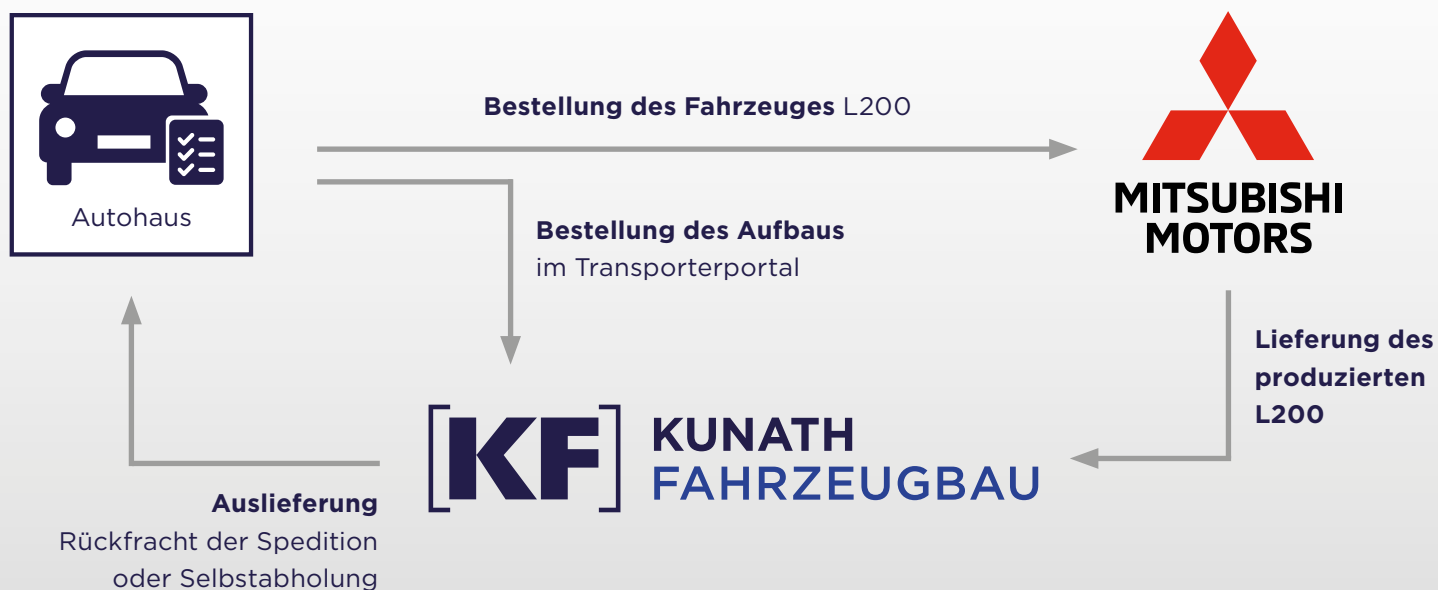 Autohaus
Bestellung des Fahrzeuges L200
MITSUBISHI
MOTORS
Bestellung des Aufbaus
im Transporterportal
Lieferung des
produzierten
L200
[KF] KUNATH
FAHRZEUGBAU
Auslieferung
Rückfracht der Spedition
oder Selbstabholung